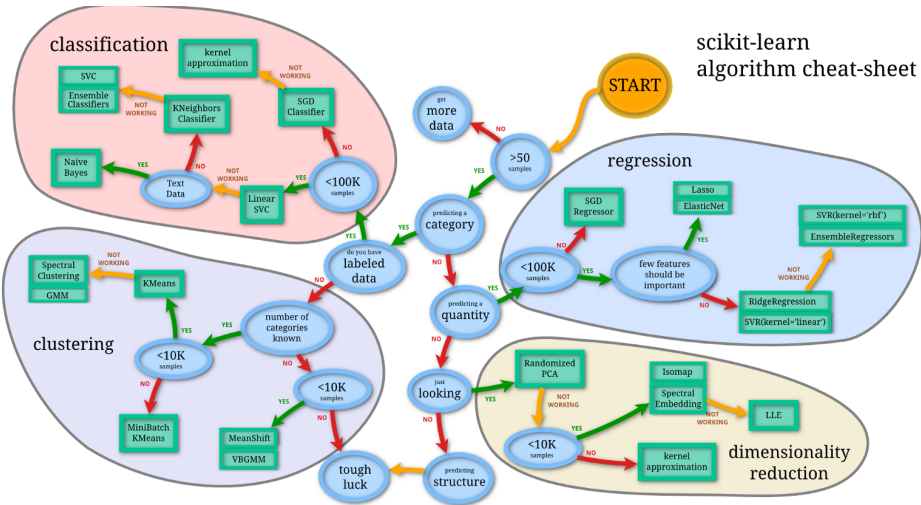 scikit-learn
algorithm cheat-sheet
START
classification
kernel
approximation
NOT
WORKING
SVC
Ensemble
Classifiers
NOT
WORKING
KNeighbors
Classifier
SGD
Classifier
NO
Naive
Bayes
YES
Text
Data
NO
NOT
WORKING
Linear
SVC
YES
<100K
samples
YES
get
more
data
NO
>50
samples
YES
predicting a
category
YES
do you have
labeled
data
NO
NO
predicting a
quantity
YES
NO
just
looking
YES
NO
predicting
structure
tough
luck
regression
SGD
Regressor
NO
<100K
samples
YES
few features
should be
important
Lasso
ElasticNet
YES
NO
RidgeRegression
SVR(kernel='linear')
NOT
WORKING
SVR(kernel='rbf')
EnsembleRegressors
clustering
Spectral
Clustering
GMM
NOT
WORKING
KMeans
YES
<10K
samples
YES
number of
categories
known
NO
NO
MiniBatch
KMeans
<10K
samples
YES
NO
MeanShift
VBGMM
dimensionality
reduction
Randomized
PCA
NOT
WORKING
<10K
samples
YES
Isomap
Spectral
Embedding
NOT
WORKING
LLE
NO
kernel
approximation